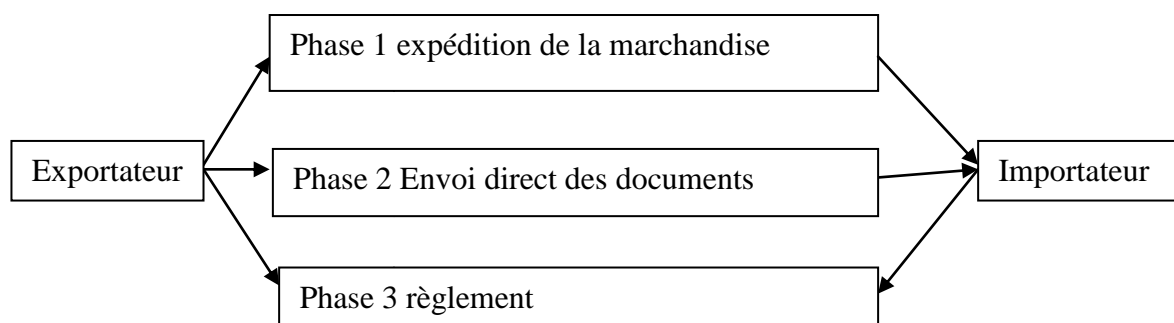 Phase 1 expédition de la marchandise
Exportateur
Phase 2 Envoi direct des documents
Importateur
Phase 3 règlement